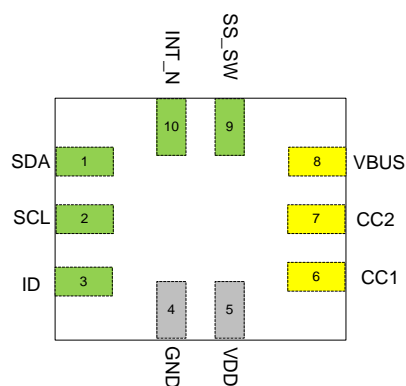 INT_N
SS_SW
10
9
SDA
1
8
VBUS
SCL
2
7
CC2
ID
3
6
CC1
4
5
GND
VDD